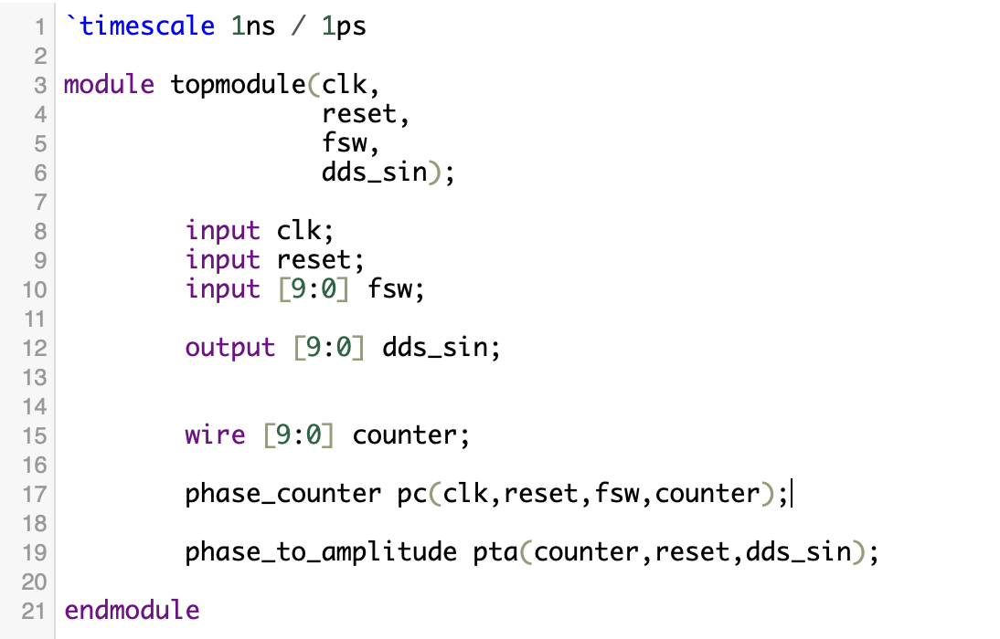 1 `timescale 1ns / 1ps
2
3 module topmodule(clk,
4 reset,
5 fsw,
6 dds_sin);
7
8 input clk;
9 input reset;
10 input [9:0] fsw;
11
12 output [9:0] dds_sin;
13
14
15 wire [9:0] counter;
16
17 phase_counter pc(clk,reset,fsw,counter);
18
19 phase_to_amplitude pta(counter,reset,dds_sin);
20
21 endmodule